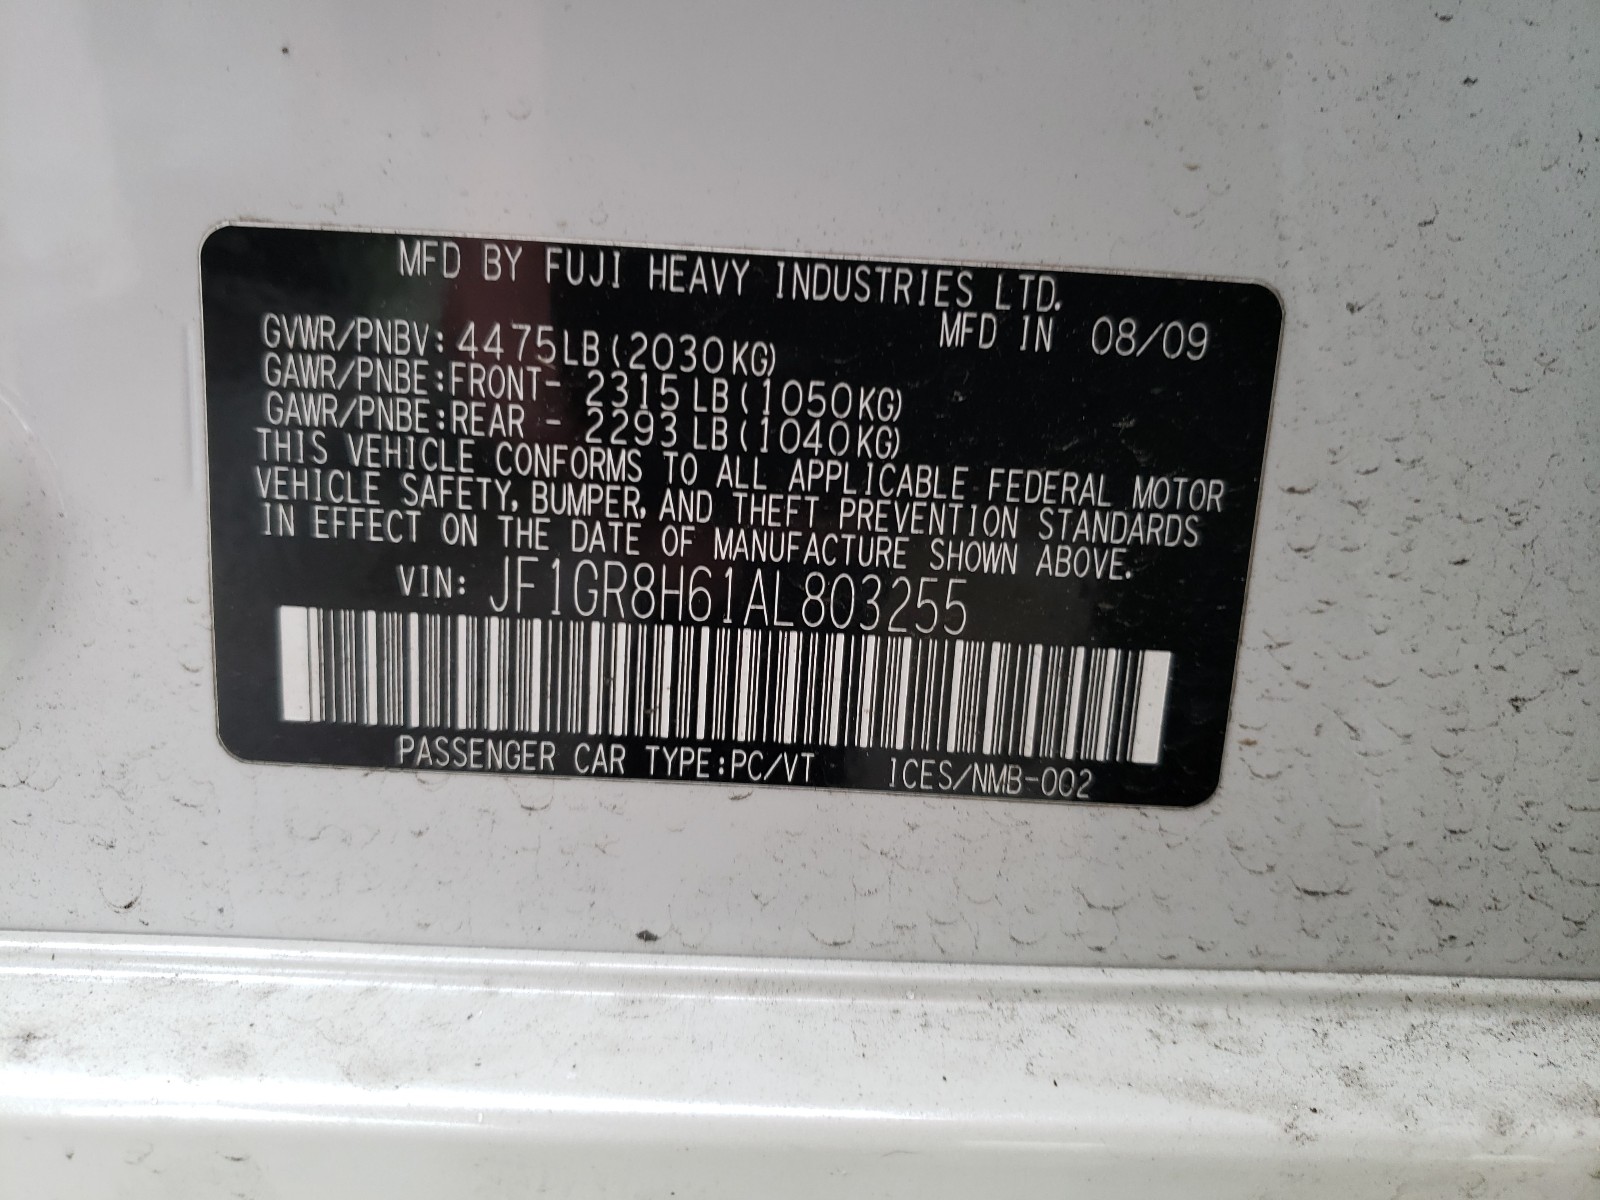 MFD BY FUJI HEAVY INDUSTRIES LTD.
MFD IN 08/09
GVWR/PNBV: 4475LB(2030KG)
GAWR/PNBE:FRONT- 2315LB(1050KG)
GAWR/PNBE:REAR - 2293LB(1040KG)
THIS VEHICLE CONFORMS TO ALL APPLICABLE FEDERAL MOTOR
VEHICLE SAFETY, BUMPER, AND THEFT PREVENTION STANDARDS
IN EFFECT ON THE DATE OF MANUFACTURE SHOWN ABOVE.
VIN: JF1GR8H61AL803255
PASSENGER CAR TYPE:PC/VT ICES/NMB-002